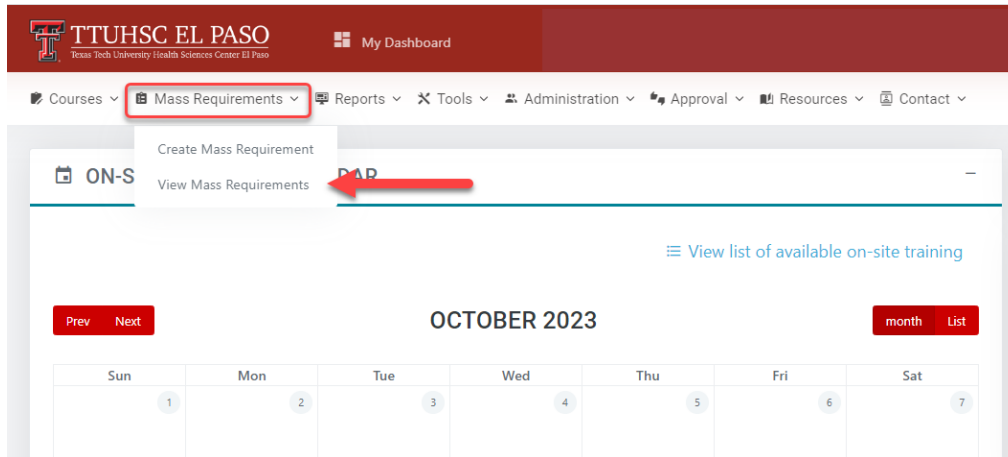 TTUHSC EL PASO
Texas Tech University Health Sciences Center El Paso
My Dashboard
Courses Mass Requirements Reports Tools Administration Approval Resources Contact
Create Mass Requirement
View Mass Requirements
ON-S DAR
View list of available on-site training
Prev Next OCTOBER 2023 month List
Sun Mon Tue Wed Thu Fri Sat
1 2 3 4 5 6 7